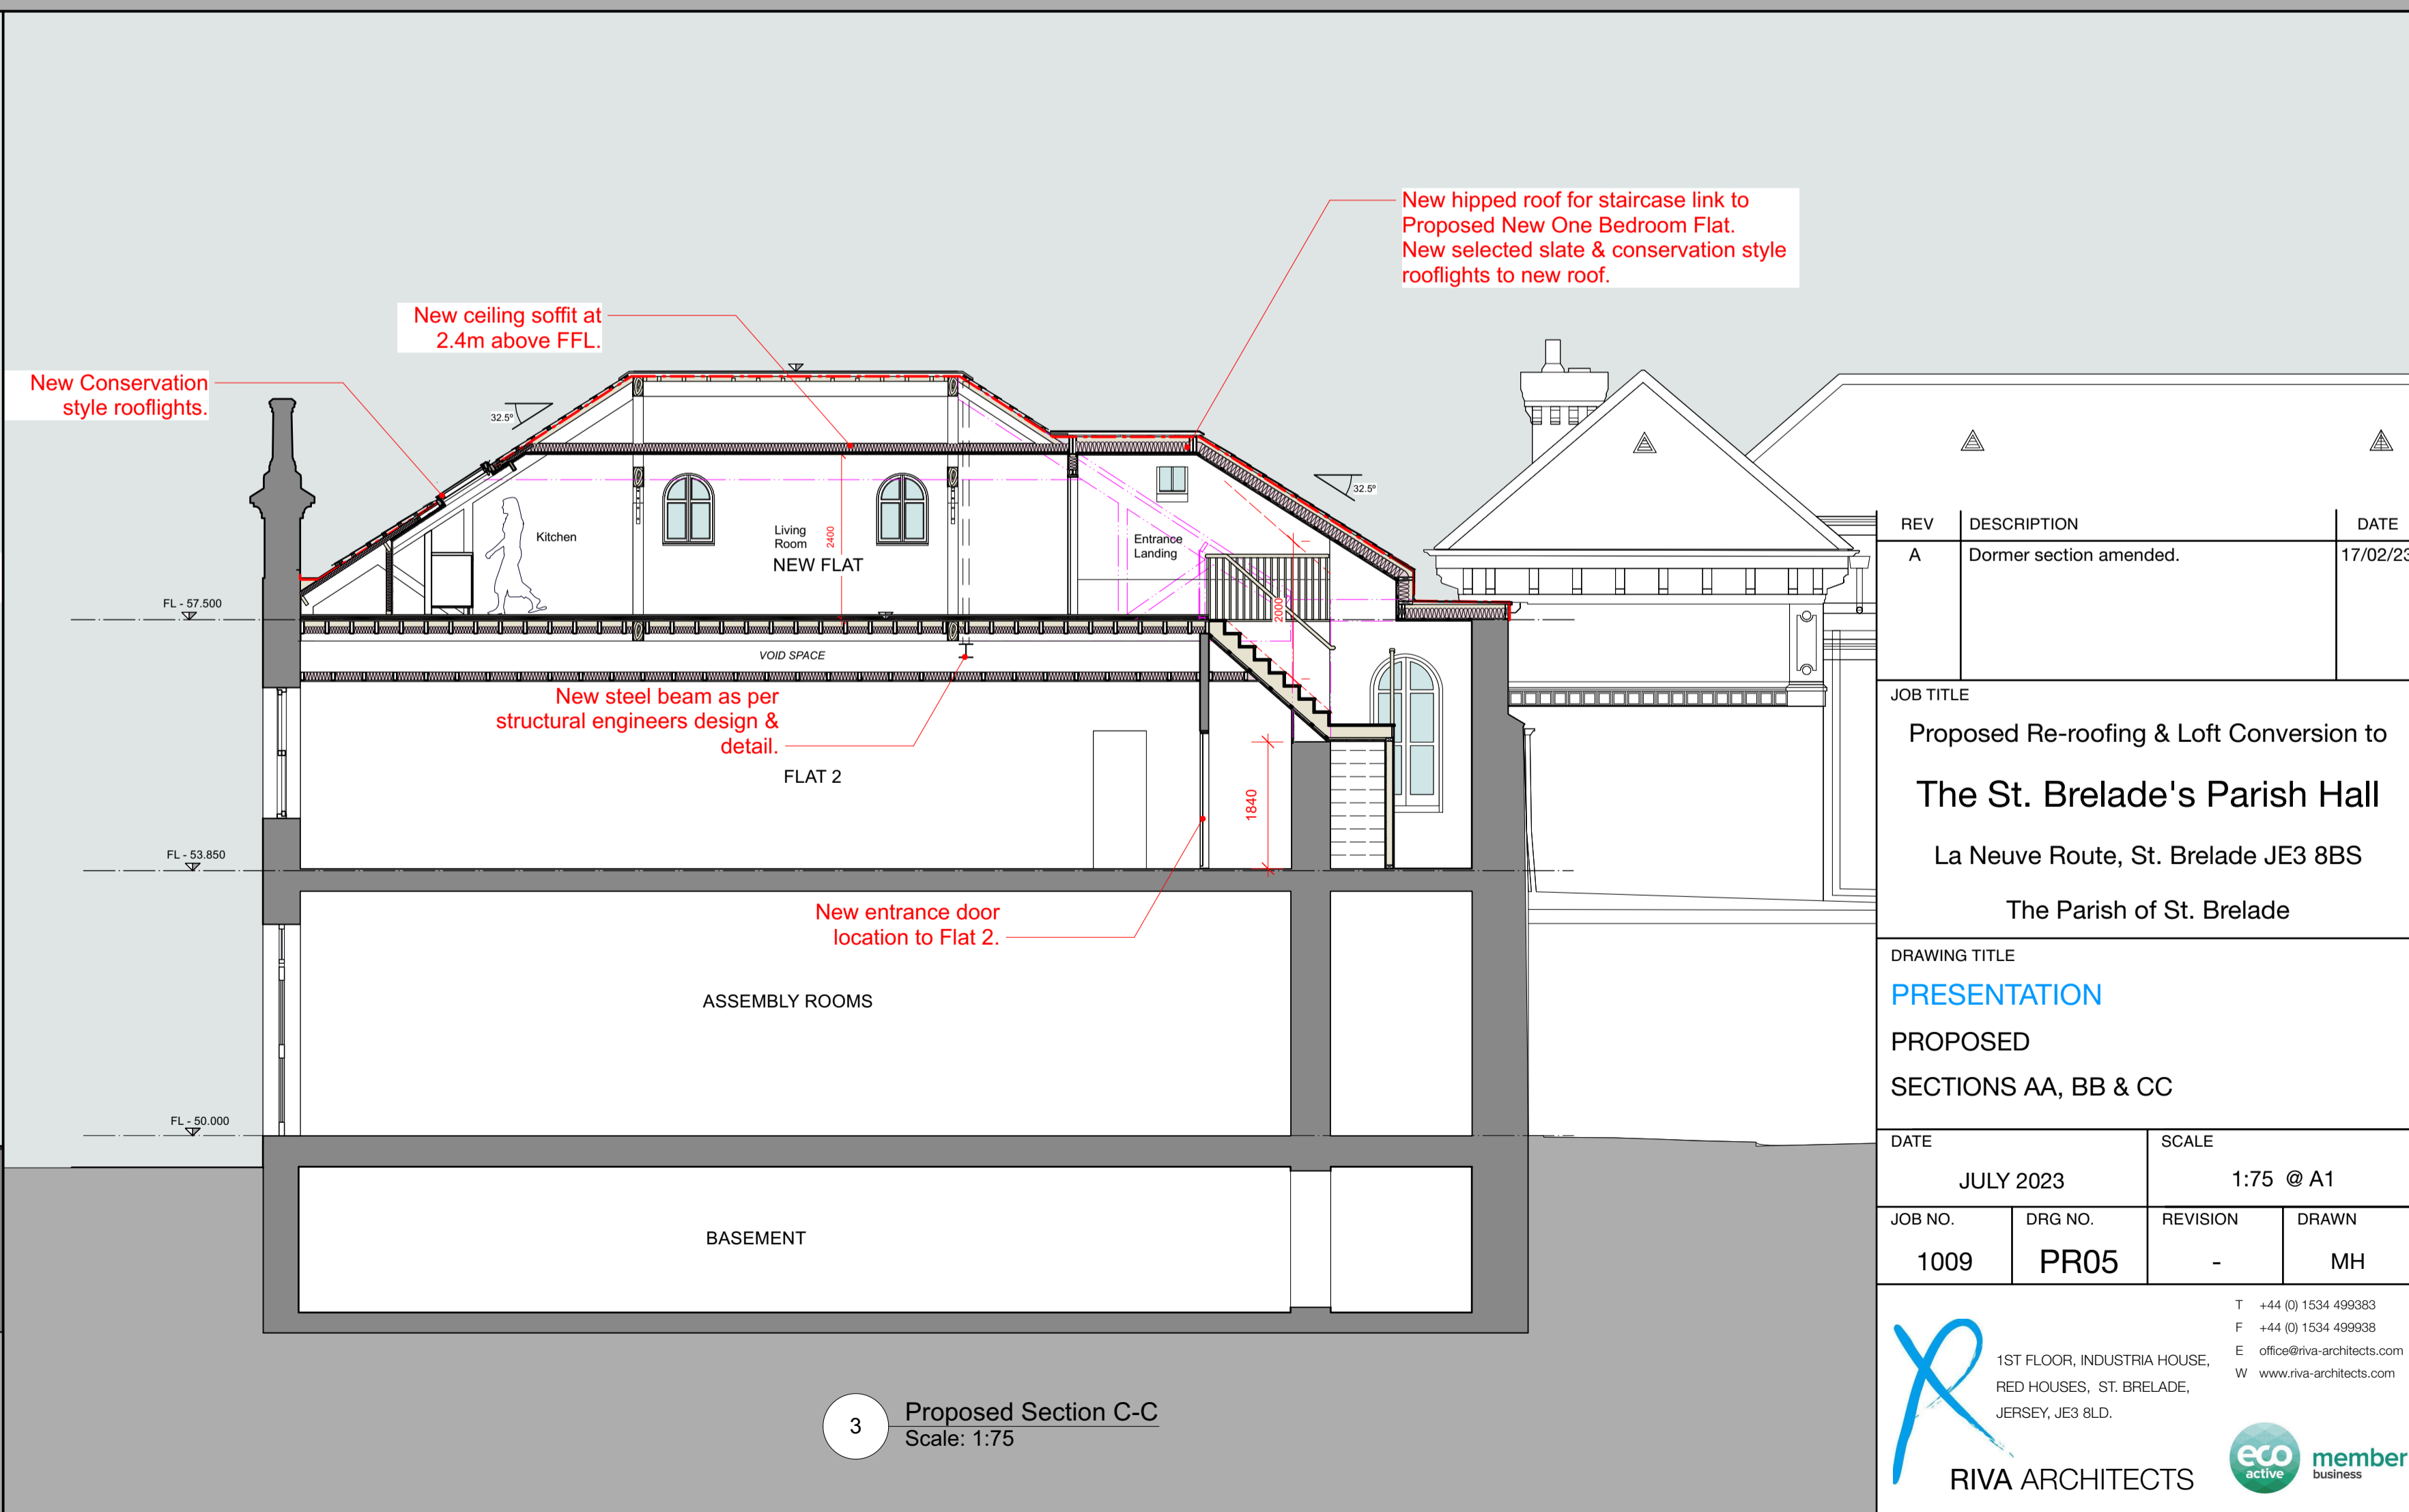 New hipped roof for staircase link to
Proposed New One Bedroom Flat.
New selected slate & conservation style
rooflights to new roof.
New ceiling soffit at
2.4m above FFL.
New Conservation
style rooflights.
32.5º
32.5º
Kitchen
Living
Room
2400
NEW FLAT
Entrance
Landing
2000
FL - 57.500
VOID SPACE
New steel beam as per
structural engineers design &
detail.
FLAT 2
1840
FL - 53.850
New entrance door
location to Flat 2.
ASSEMBLY ROOMS
FL - 50.000
BASEMENT
3
Proposed Section C-C
Scale: 1:75
REV DESCRIPTION DATE
A Dormer section amended. 17/02/23
JOB TITLE
Proposed Re-roofing & Loft Conversion to
The St. Brelade's Parish Hall
La Neuve Route, St. Brelade JE3 8BS
The Parish of St. Brelade
DRAWING TITLE
PRESENTATION
PROPOSED
SECTIONS AA, BB & CC
DATE SCALE
JULY 2023 1:75 @ A1
JOB NO. DRG NO. REVISION DRAWN
1009 PR05 - MH
T +44 (0) 1534 499383
F +44 (0) 1534 499938
E office@riva-architects.com
W www.riva-architects.com
1ST FLOOR, INDUSTRIA HOUSE,
RED HOUSES, ST. BRELADE,
JERSEY, JE3 8LD.
RIVA ARCHITECTS
eco
active
member
business